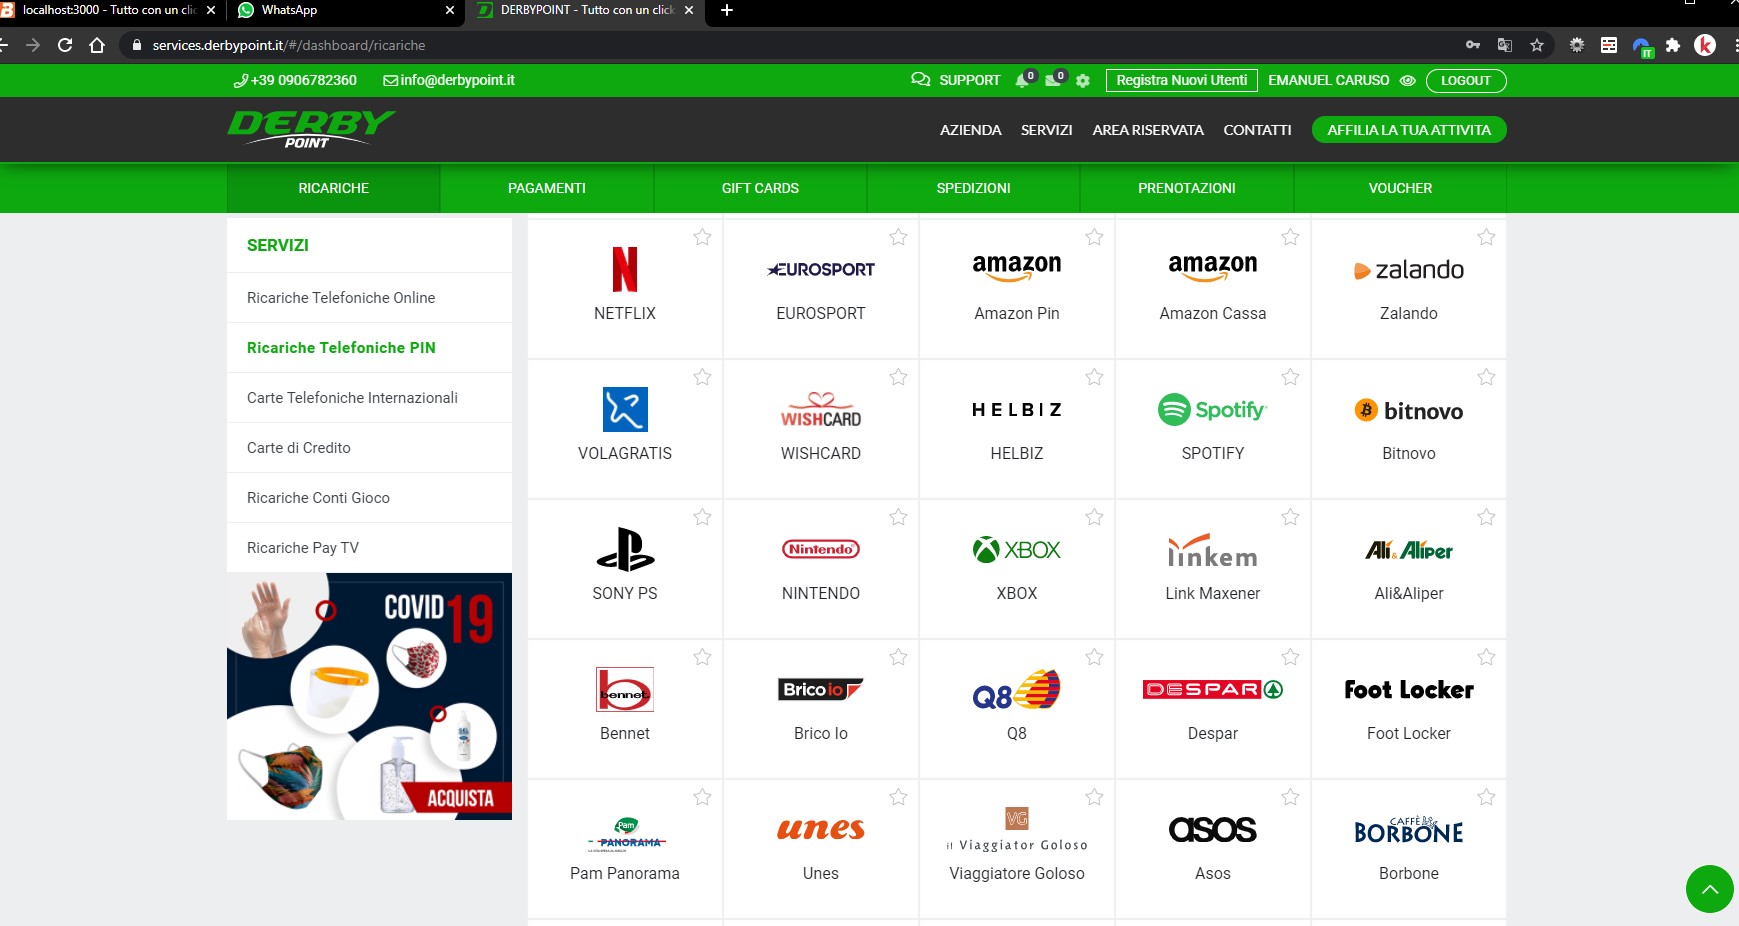 localhost:3000 - Tutto con un clic
WhatsApp
DERBYPOINT - Tutto con un click
services.derbypoint.it/#/dashboard/ricariche
IT
k
+39 0906782360
info@derbypoint.it
SUPPORT
0
0
Registra Nuovi Utenti
EMANUEL CARUSO
LOGOUT
DERBY
POINT
AZIENDA
SERVIZI
AREA RISERVATA
CONTATTI
AFFILIA LA TUA ATTIVITA
RICARICHE
PAGAMENTI
GIFT CARDS
SPEDIZIONI
PRENOTAZIONI
VOUCHER
SERVIZI
Ricariche Telefoniche Online
Ricariche Telefoniche PIN
Carte Telefoniche Internazionali
Carte di Credito
Ricariche Conti Gioco
Ricariche Pay TV
COVID 19
ACQUISTA
N
EUROSPORT
amazon
amazon
zalando
NETFLIX
EUROSPORT
Amazon Pin
Amazon Cassa
Zalando
WISHCARD
HELBIZ
Spotify
bitnovo
VOLAGRATIS
WISHCARD
HELBIZ
SPOTIFY
Bitnovo
Nintendo
XBOX
linkem
Alì & Aliper
SONY PS
NINTENDO
XBOX
Link Maxener
Ali&Aliper
b
bennet
Brico io
Q8
DESPAR
Foot Locker
Bennet
Brico Io
Q8
Despar
Foot Locker
Pam
PANORAMA
unes
VG
il Viaggiator Goloso
asos
CAFFÈ
BORBONE
Pam Panorama
Unes
Viaggiatore Goloso
Asos
Borbone